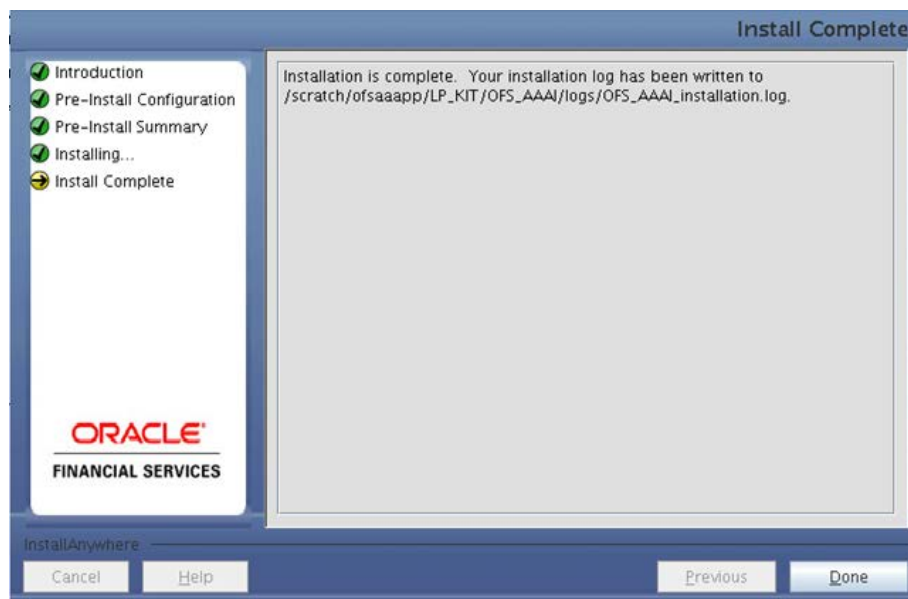 Install Complete
Introduction
Pre-Install Configuration
Pre-Install Summary
Installing...
Install Complete
Installation is complete. Your installation log has been written to
/scratch/ofsaaapp/LP_KIT/OFS_AAAI/logs/OFS_AAAI_installation.log.
ORACLE'
FINANCIAL SERVICES
InstallAnywhere
Cancel
Help
Previous
Done